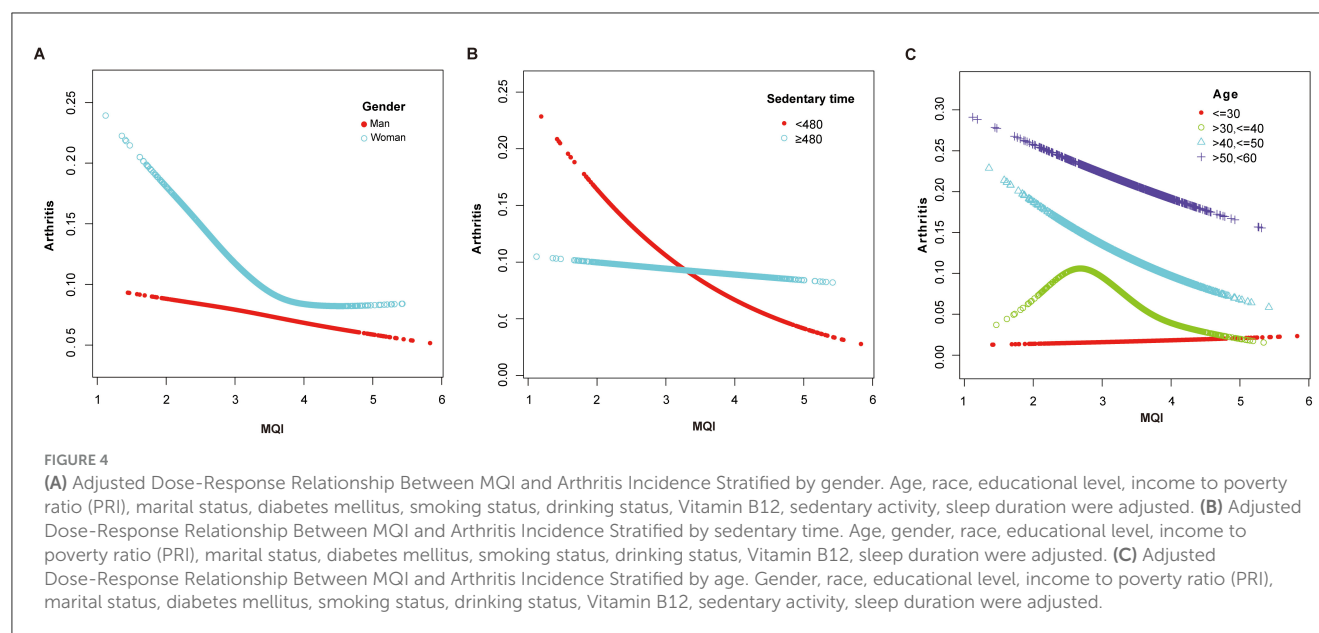 A
Arthritis
0.25
0.20
0.15
0.10
0.05
Gender
Man
Woman
1 2 3 4 5 6
MQI
B
Arthritis
0.25
0.20
0.15
0.10
0.0
0.00
Sedentary time
<480
≥480
1 2 3 4 5 6
MQI
C
Arthritis
0.30
0.25
0.20
0.15
0.10
0.05
0.00
Age
<=30
>30,<=40
>40,<=50
>50,<60
1 2 3 4 5 6
MQI
FIGURE 4
(A) Adjusted Dose-Response Relationship Between MQI and Arthritis Incidence Stratified by gender. Age, race, educational level, income to poverty
ratio (PRI), marital status, diabetes mellitus, smoking status, drinking status, Vitamin B12, sedentary activity, sleep duration were adjusted. (B) Adjusted
Dose-Response Relationship Between MQI and Arthritis Incidence Stratified by sedentary time. Age, gender, race, educational level, income to
poverty ratio (PRI), marital status, diabetes mellitus, smoking status, drinking status, Vitamin B12, sleep duration were adjusted. (C) Adjusted
Dose-Response Relationship Between MQI and Arthritis Incidence Stratified by age. Gender, race, educational level, income to poverty ratio (PRI),
marital status, diabetes mellitus, smoking status, drinking status, Vitamin B12, sedentary activity, sleep duration were adjusted.